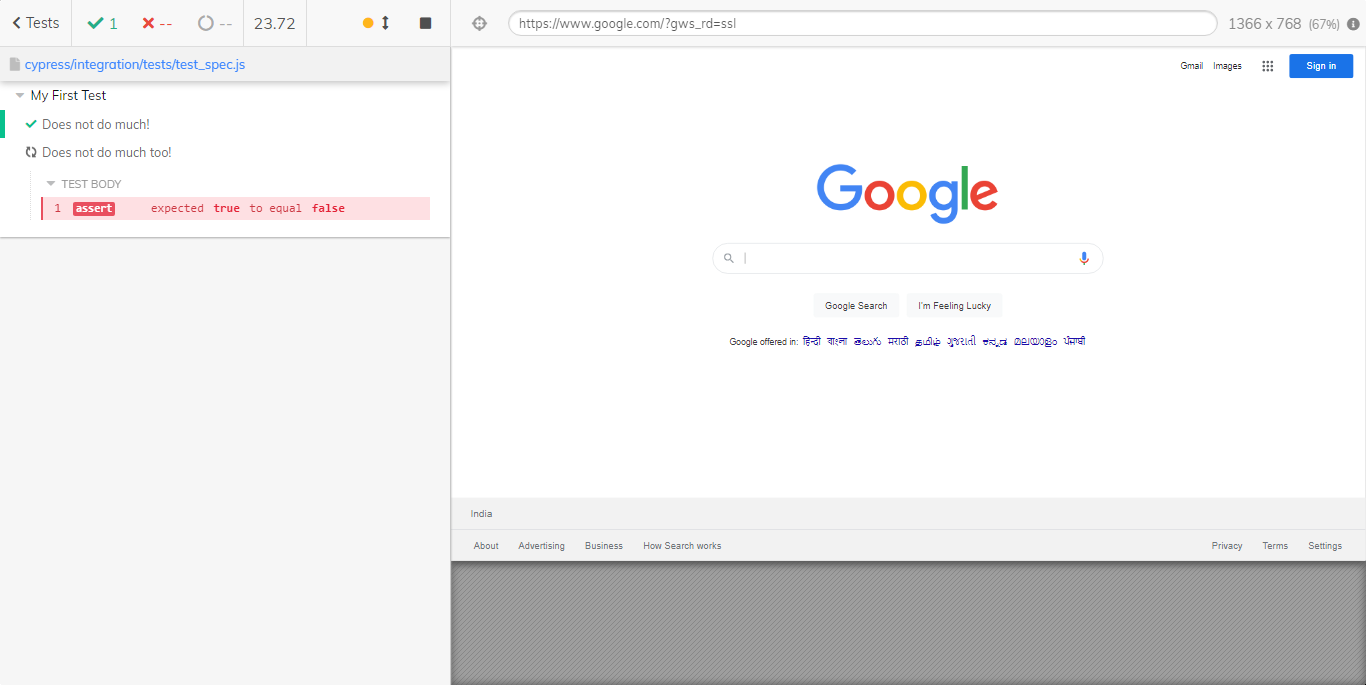 Tests 1 -- -- 23.72 https://www.google.com/?gws_rd=ssl 1366 x 768 (67%)
cypress/integration/tests/test_spec.js
My First Test
Does not do much!
Does not do much too!
TEST BODY
1 assert expected true to equal false
Gmail Images Sign in
Google
Google Search I'm Feeling Lucky
Google offered in: हिन्दी বাংলা తెలుగు मराठी தமிழ் ગુજરાતી ಕನ್ನಡ മലയാളം ਪੰਜਾਬੀ
India
About Advertising Business How Search works Privacy Terms Settings